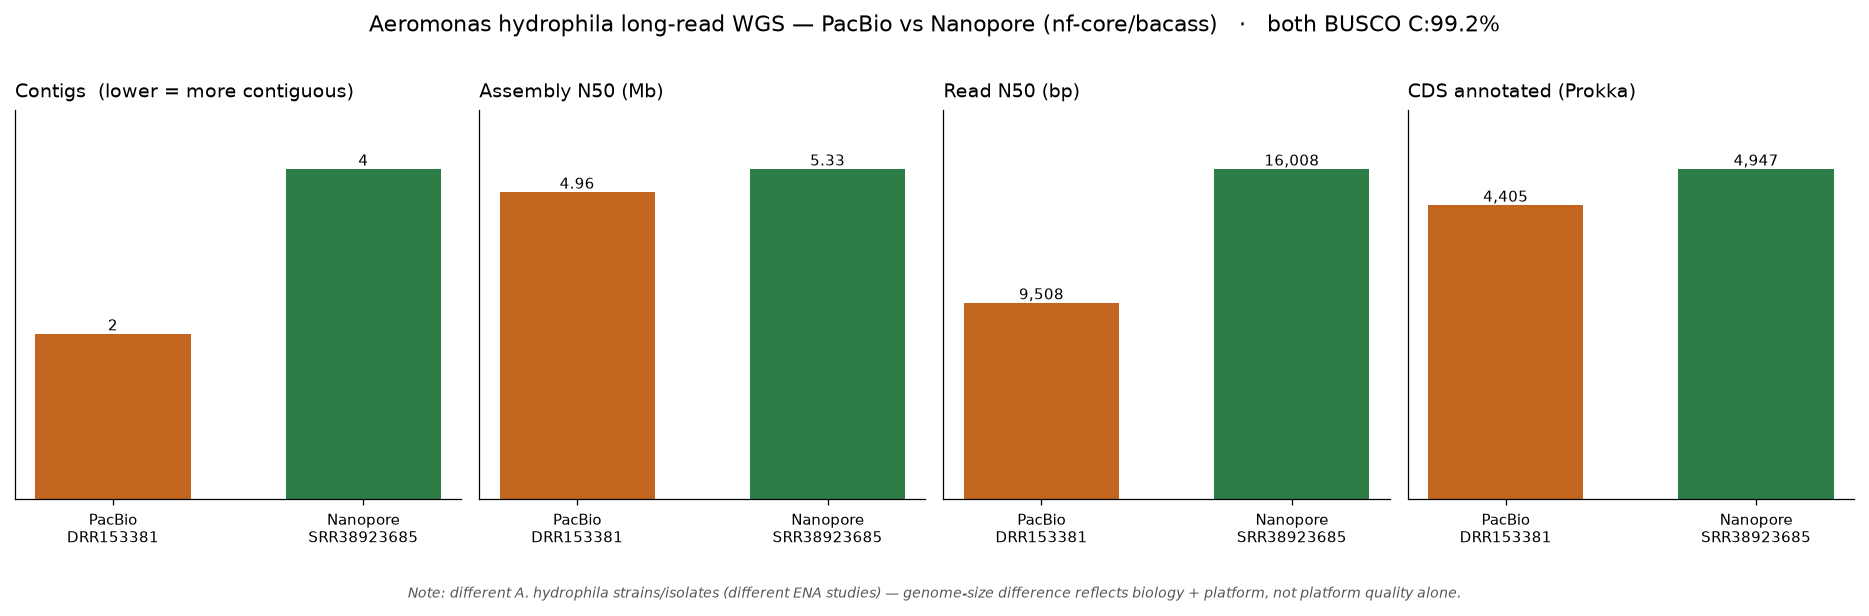 Aeromonas hydrophila long-read WGS — PacBio vs Nanopore (nf-core/bacass)   ·   both BUSCO C:99.2%
Contigs  (lower = more contiguous)
2
4
PacBio
DRR153381
Nanopore
SRR38923685
Assembly N50 (Mb)
4.96
5.33
PacBio
DRR153381
Nanopore
SRR38923685
Read N50 (bp)
9,508
16,008
PacBio
DRR153381
Nanopore
SRR38923685
CDS annotated (Prokka)
4,405
4,947
PacBio
DRR153381
Nanopore
SRR38923685
Note: different A. hydrophila strains/isolates (different ENA studies) — genome-size difference reflects biology + platform, not platform quality alone.